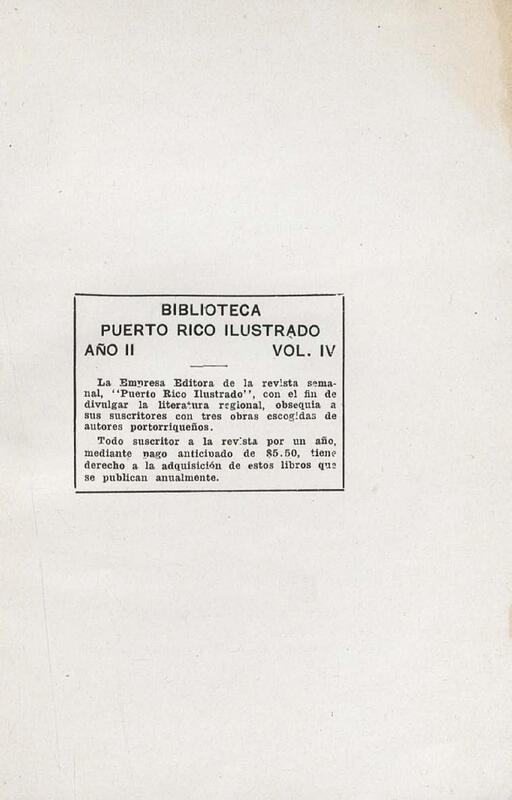 BIBLIOTECA
PUERTO RICO ILUSTRADO
AÑO II VOL. IV
La Empresa Editora de la revista sema-
nal, "Puerto Rico Ilustrado", con el fin de
divulgar la literatura regional, obsequia a
sus suscritores con tres obras escogidas de
autores portorriqueños.
Todo suscritor a la revista por un año,
mediante pago anticipado de $5.50, tiene
derecho a la adquisición de estos libros que
se publican anualmente.